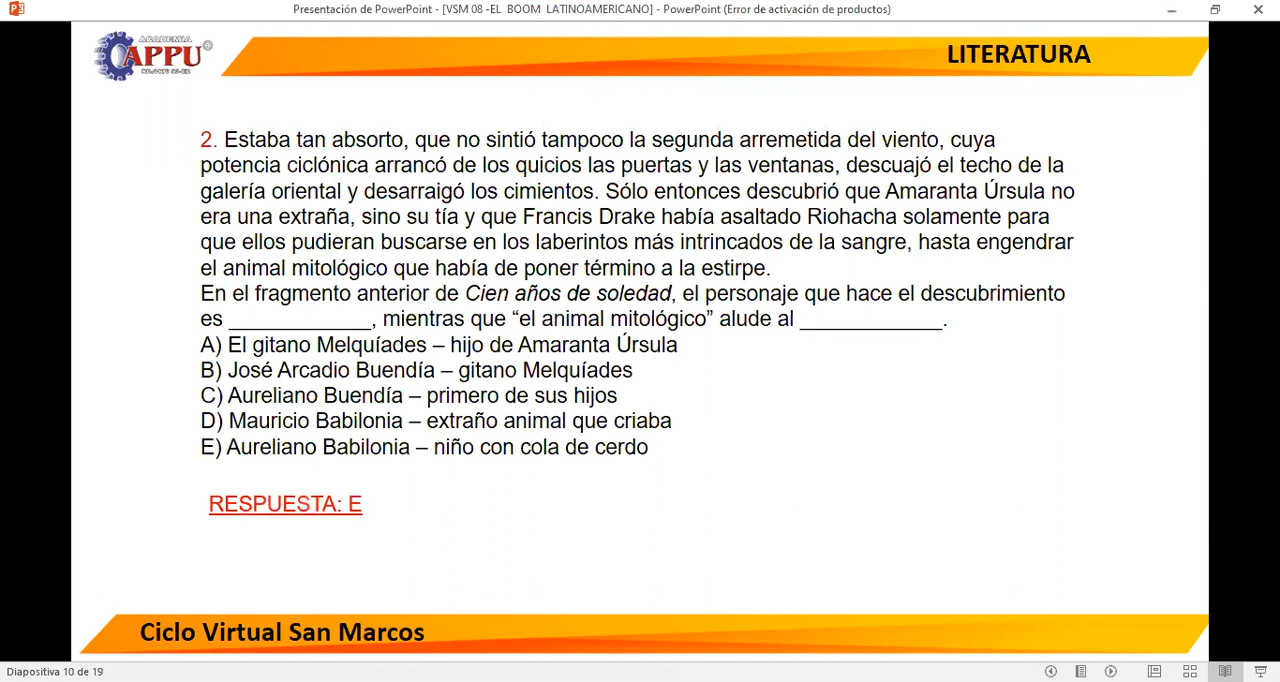 Presentación de PowerPoint - [VSM 08 -EL BOOM LATINOAMERICANO] - PowerPoint (Error de activación de productos)
ACADEMIA
APPU
LITERATURA
2. Estaba tan absorto, que no sintió tampoco la segunda arremetida del viento, cuya
potencia ciclónica arrancó de los quicios las puertas y las ventanas, descuajó el techo de la
galería oriental y desarraigó los cimientos. Sólo entonces descubrió que Amaranta Úrsula no
era una extraña, sino su tía y que Francis Drake había asaltado Riohacha solamente para
que ellos pudieran buscarse en los laberintos más intrincados de la sangre, hasta engendrar
el animal mitológico que había de poner término a la estirpe.
En el fragmento anterior de Cien años de soledad, el personaje que hace el descubrimiento
es ____________, mientras que “el animal mitológico” alude al ____________.
A) El gitano Melquíades – hijo de Amaranta Úrsula
B) José Arcadio Buendía – gitano Melquíades
C) Aureliano Buendía – primero de sus hijos
D) Mauricio Babilonia – extraño animal que criaba
E) Aureliano Babilonia – niño con cola de cerdo
RESPUESTA: E
Ciclo Virtual San Marcos
Diapositiva 10 de 19